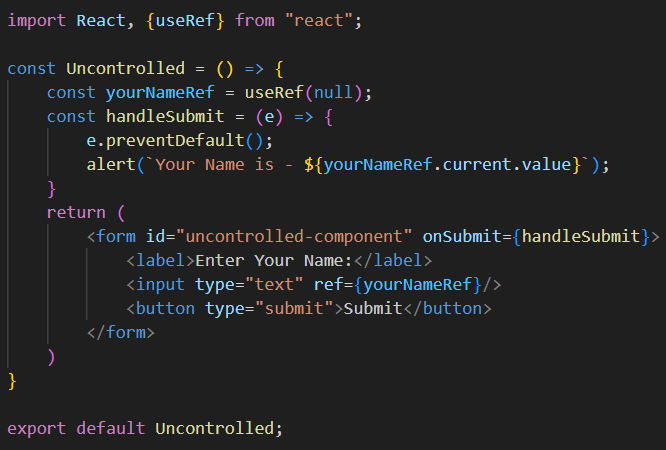 import React, {useRef} from "react";
const Uncontrolled = () => {
    const yourNameRef = useRef(null);
    const handleSubmit = (e) => {
        e.preventDefault();
        alert(`Your Name is - ${yourNameRef.current.value}`);
    }
    return (
        <form id="uncontrolled-component" onSubmit={handleSubmit}>
            <label>Enter Your Name:</label>
            <input type="text" ref={yourNameRef}/>
            <button type="submit">Submit</button>
        </form>
    )
}
export default Uncontrolled;